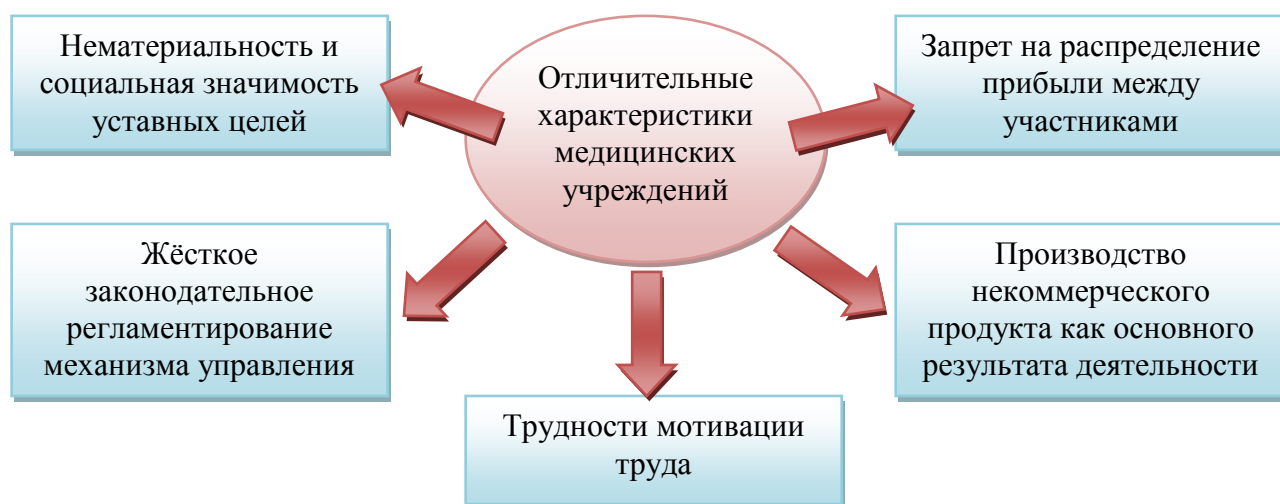 Нематериальность и
социальная значимость
уставных целей
Отличительные
характеристики
медицинских
учреждений
Запрет на распределение
прибыли между
участниками
Жёсткое
законодательное
регламентирование
механизма управления
Производство
некоммерческого
продукта как основного
результата деятельности
Трудности мотивации
труда